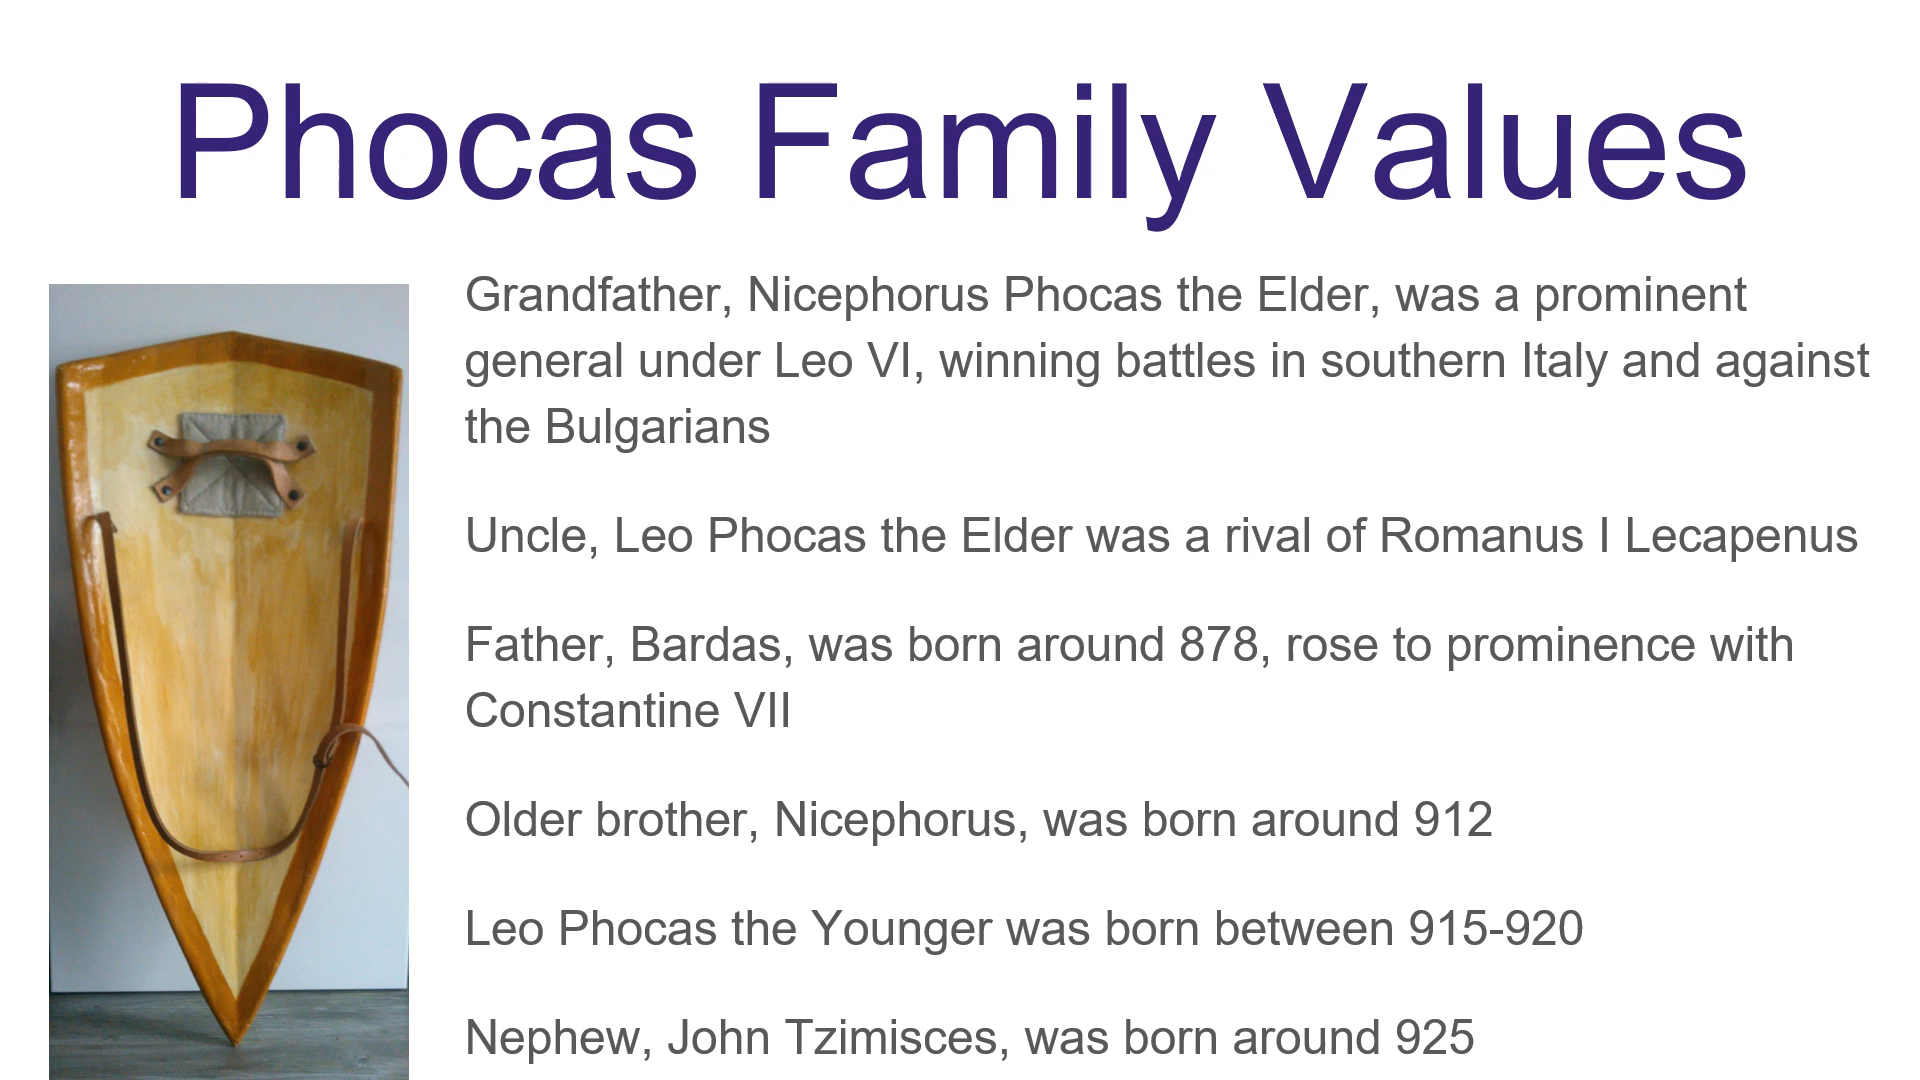 Phocas Family Values
Grandfather, Nicephorus Phocas the Elder, was a prominent
general under Leo VI, winning battles in southern Italy and against
the Bulgarians
Uncle, Leo Phocas the Elder was a rival of Romanus I Lecapenus
Father, Bardas, was born around 878, rose to prominence with
Constantine VII
Older brother, Nicephorus, was born around 912
Leo Phocas the Younger was born between 915-920
Nephew, John Tzimisces, was born around 925